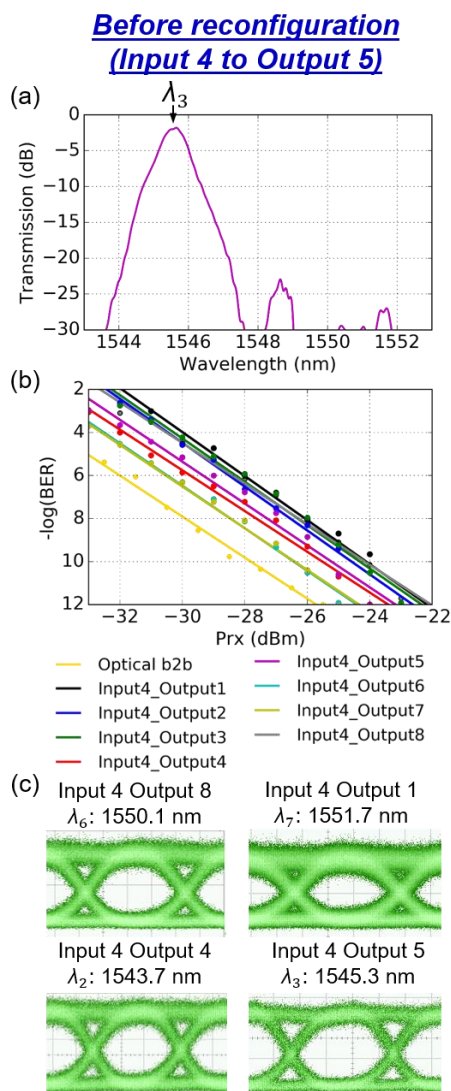 Before reconfiguration
(Input 4 to Output 5)
(a)
λ3
0
−5
−10
−15
−20
−25
−30
Transmission (dB)
1544 1546 1548 1550 1552
Wavelength (nm)
(b)
2
4
6
8
10
12
-log(BER)
−32 −30 −28 −26 −24 −22
Prx (dBm)
Optical b2b
Input4_Output1
Input4_Output2
Input4_Output3
Input4_Output4
Input4_Output5
Input4_Output6
Input4_Output7
Input4_Output8
(c)
Input 4 Output 8
λ6: 1550.1 nm
Input 4 Output 1
λ7: 1551.7 nm
Input 4 Output 4
λ2: 1543.7 nm
Input 4 Output 5
λ3: 1545.3 nm